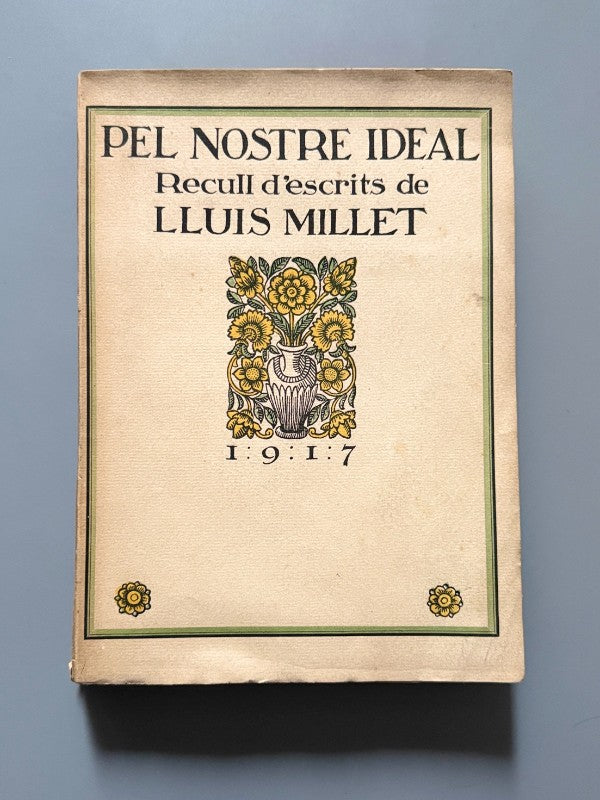 PEL NOSTRE IDEAL
Recull d'escrits de
LLUIS MILLET
1:9:1:7